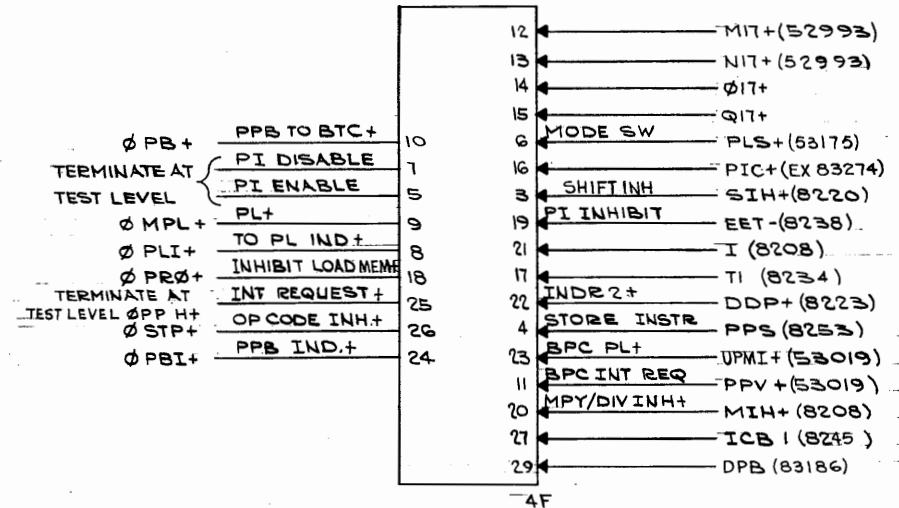 12 M17+(52993)
13 N17+(52993)
14 Ø17+
15 Q17+
ØPB+ PPB TO BTC+ 10 6 MODE SW PLS+(53175)
TERMINATE AT PI DISABLE 7 16 PIC+(EX 83274)
TEST LEVEL PI ENABLE 5 3 SHIFT INH SIH+(8220)
ØMPL+ PL+ 9 19 PI INHIBIT EET-(8238)
ØPLI+ TO PL IND+ 8 21 I (8208)
ØPRØ+ INHIBIT LOADMEM 18 17 TI (8234)
TERMINATE AT INT REQUEST+ 25 22 INDR2+ DDP+(8223)
TEST LEVEL ØPP H+
ØSTP+ OP CODE INH.+ 26 4 STORE INSTR PPS (8253)
ØPBI+ PPB IND.+ 24 23 BPC PL+ UPMI+(53019)
11 BPC INT REQ PPV+(53019)
20 MPY/DIV INH+ MIH+(8208)
27 ICB 1 (8245)
29 DPB (83186)
4F